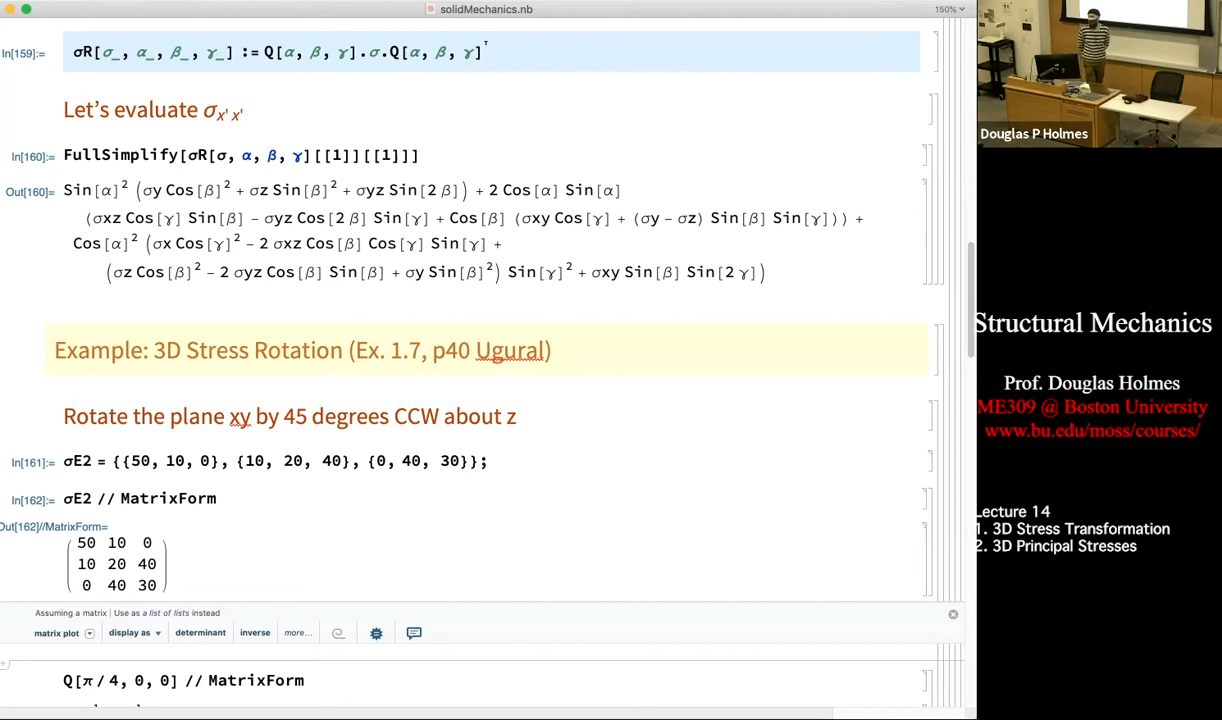 solidMechanics.nb
150%
In[159]:= σR[σ_, α_, β_, γ_] := Q[α, β, γ].σ.Q[α, β, γ]ᵀ
Let's evaluate σx' x'
In[160]:= FullSimplify[σR[σ, α, β, γ][[1]][[1]]]
Out[160]= Sin[α]² (σy Cos[β]² + σz Sin[β]² + σyz Sin[2 β]) + 2 Cos[α] Sin[α]
(σxz Cos[γ] Sin[β] - σyz Cos[2 β] Sin[γ] + Cos[β] (σxy Cos[γ] + (σy - σz) Sin[β] Sin[γ])) +
Cos[α]² (σx Cos[γ]² - 2 σxz Cos[β] Cos[γ] Sin[γ] +
(σz Cos[β]² - 2 σyz Cos[β] Sin[β] + σy Sin[β]²) Sin[γ]² + σxy Sin[β] Sin[2 γ])
Example: 3D Stress Rotation (Ex. 1.7, p40 Ugural)
Rotate the plane xy by 45 degrees CCW about z
In[161]:= σE2 = {{50, 10, 0}, {10, 20, 40}, {0, 40, 30}};
In[162]:= σE2 // MatrixForm
Out[162]//MatrixForm=
50 10 0
10 20 40
0 40 30
Assuming a matrix | Use as a list of lists instead
matrix plot display as determinant inverse more...
Q[π / 4, 0, 0] // MatrixForm
Douglas P Holmes
Structural Mechanics
Prof. Douglas Holmes
ME309 @ Boston University
www.bu.edu/moss/courses/
Lecture 14
1. 3D Stress Transformation
2. 3D Principal Stresses